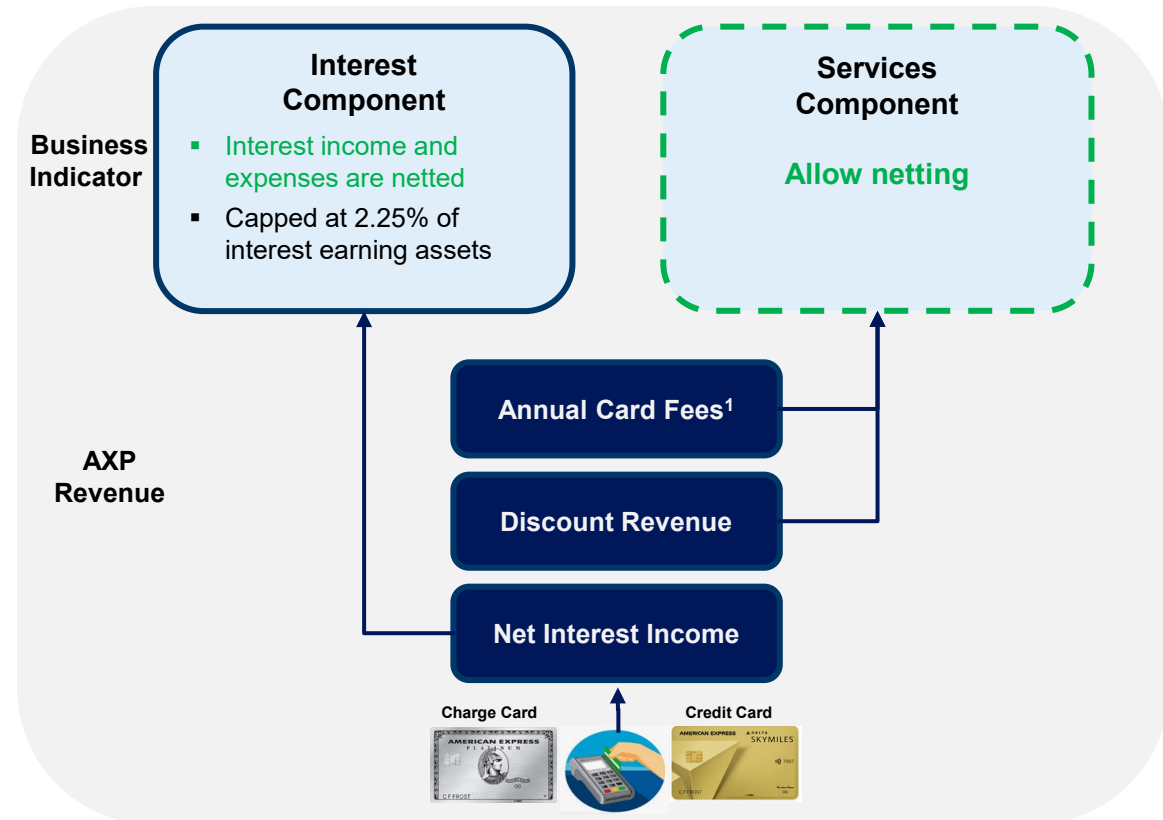 Interest
Component
Services
Component
Business
Indicator
▪ Interest income and
expenses are netted
▪ Capped at 2.25% of
interest earning assets
Allow netting
Annual Card Fees¹
AXP
Revenue
Discount Revenue
Net Interest Income
Charge Card
Credit Card
AMERICAN EXPRESS
PLATINUM
C F FROST
AMERICAN EXPRESS
DELTA
SKYMILES
7997
C F FROST